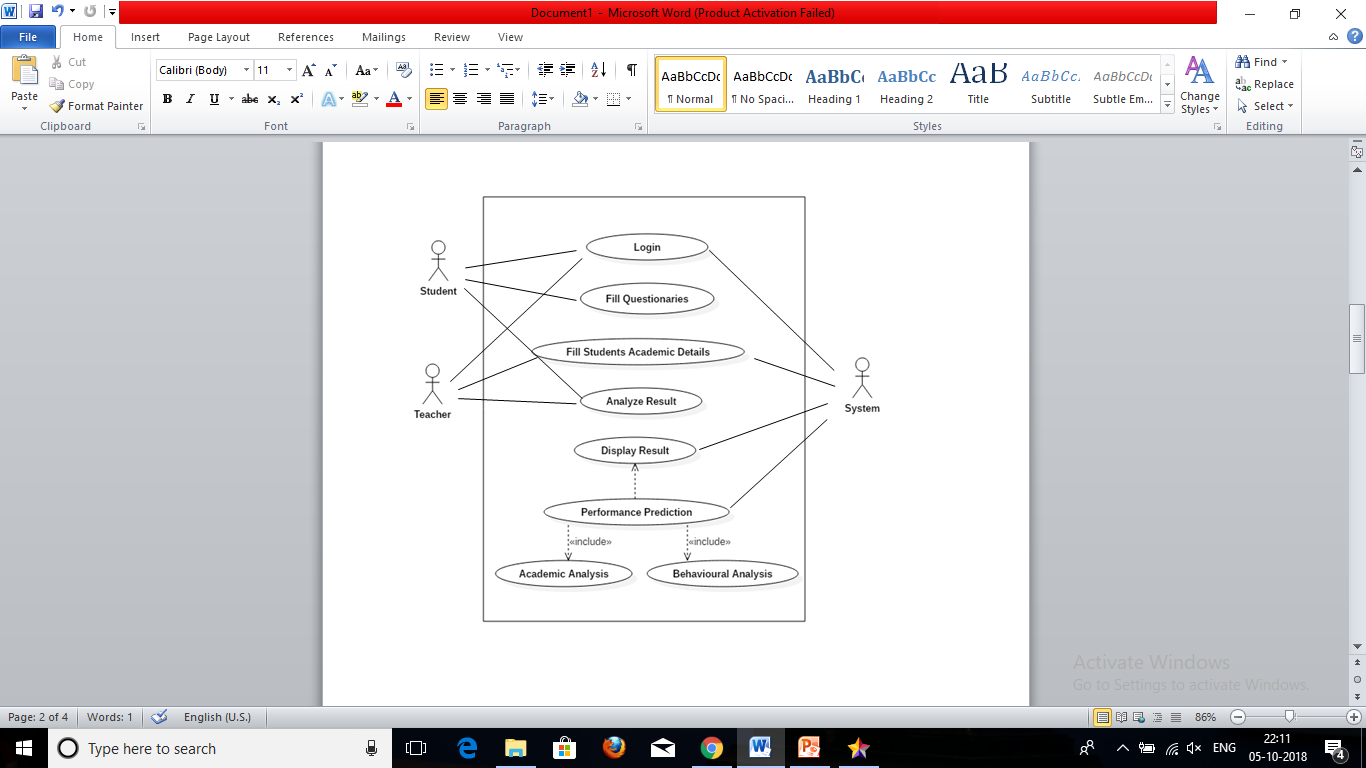 Document1 - Microsoft Word (Product Activation Failed)
File Home Insert Page Layout References Mailings Review View
Paste
Cut
Copy
Format Painter
Clipboard
Calibri (Body) 11
Font
Paragraph
AaBbCcDc AaBbCcDc AaBbCc AaBbCc AaB AaBbCc. AaBbCcDc
¶ Normal ¶ No Spaci... Heading 1 Heading 2 Title Subtitle Subtle Em...
Change
Styles
Styles
Find
Replace
Select
Editing
Login
Student
Fill Questionaries
Fill Students Academic Details
Teacher
Analyze Result
System
Display Result
Performance Prediction
«include» «include»
Academic Analysis Behavioural Analysis
Activate Windows
Go to Settings to activate Windows.
Page: 2 of 4 Words: 1 English (U.S.) 86%
Type here to search
ENG
22:11
05-10-2018
4